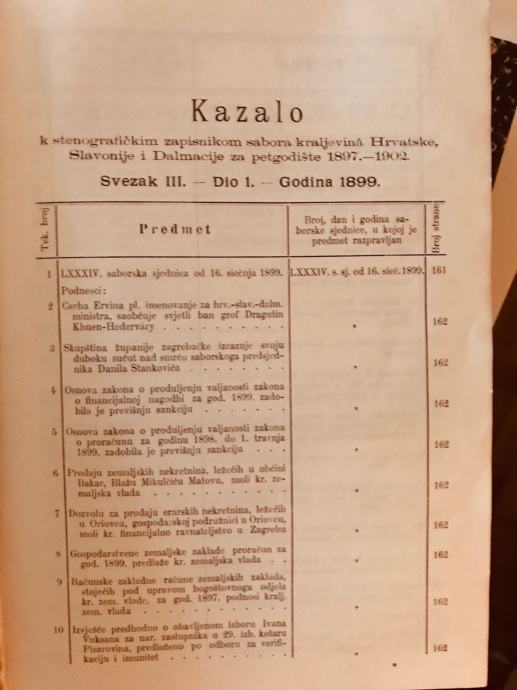 Kazalo
k stenografičkim zapisnikom sabora kraljevinâ Hrvatske,
Slavonije i Dalmacije za petgodište 1897.—1902.
Svezak III. — Dio 1. — Godina 1899.
Tek. broj
Predmet
Broj, dan i godina sa-
borske sjednice, u kojoj je
predmet razpravljan
Broj strane
1 LXXXIV. saborska sjednica od 16. siečnja 1899. LXXXIV. s. sj. od 16. sieč. 1899. 161
Podnesci:
2 Cseha Ervina pl. imenovanje za hrv.-slav.-dalm.
ministra, saobćuje svjetli ban grof Dragutin
Khuen-Héderváry . . . . . . . . „ 162
3 Skupština županije zagrebačke izrazuje svoju
duboku sućut nad smrću saborskoga predsjed-
nika Danila Stankovića . . . . . . . „ 162
4 Osnova zakona o produljenju valjanosti zakona
o financijalnoj nagodbi za god. 1899. zado-
bila je previšnju sankciju . . . . . . „ 162
5 Osnova zakona o produljenju valjanosti zakona
o proračunu za godinu 1898. do 1. travnja
1899. zadobila je previšnju sankciju . . . „ 162
6 Prodaju zemaljskih nekretnina, ležećih u obćini
Bakar, Blažu Mikulčiću Matovu, moli kr. ze-
maljska vlada . . . . . . . . . „ 162
7 Dozvolu za prodaju erarskih nekretnina, ležećih
u Oriovcu, gospodarskoj podružnici u Oriovcu,
moli kr. financijalno ravnateljstvo u Zagrebu „ 162
8 Gospodarstvene zemaljske zaklade proračun za
god. 1899. predlaže kr. zemaljska vlada . . „ 162
9 Računske zakladne račune zemaljskih zaklada,
stojećih pod upravom bogoštovnoga odjela
kr. zem. vlade, za god. 1897. podnosi kralj.
zem. vlada . . . . . . . . . . „ 162
10 Izvješće predhodno o obavljenom izboru Ivana
Vuksana za nar. zastupnika u 29. izb. kotaru
Pisarovina, predloženo po odboru za verifi-
kaciju i imunitet . . . . . . . . „ 162